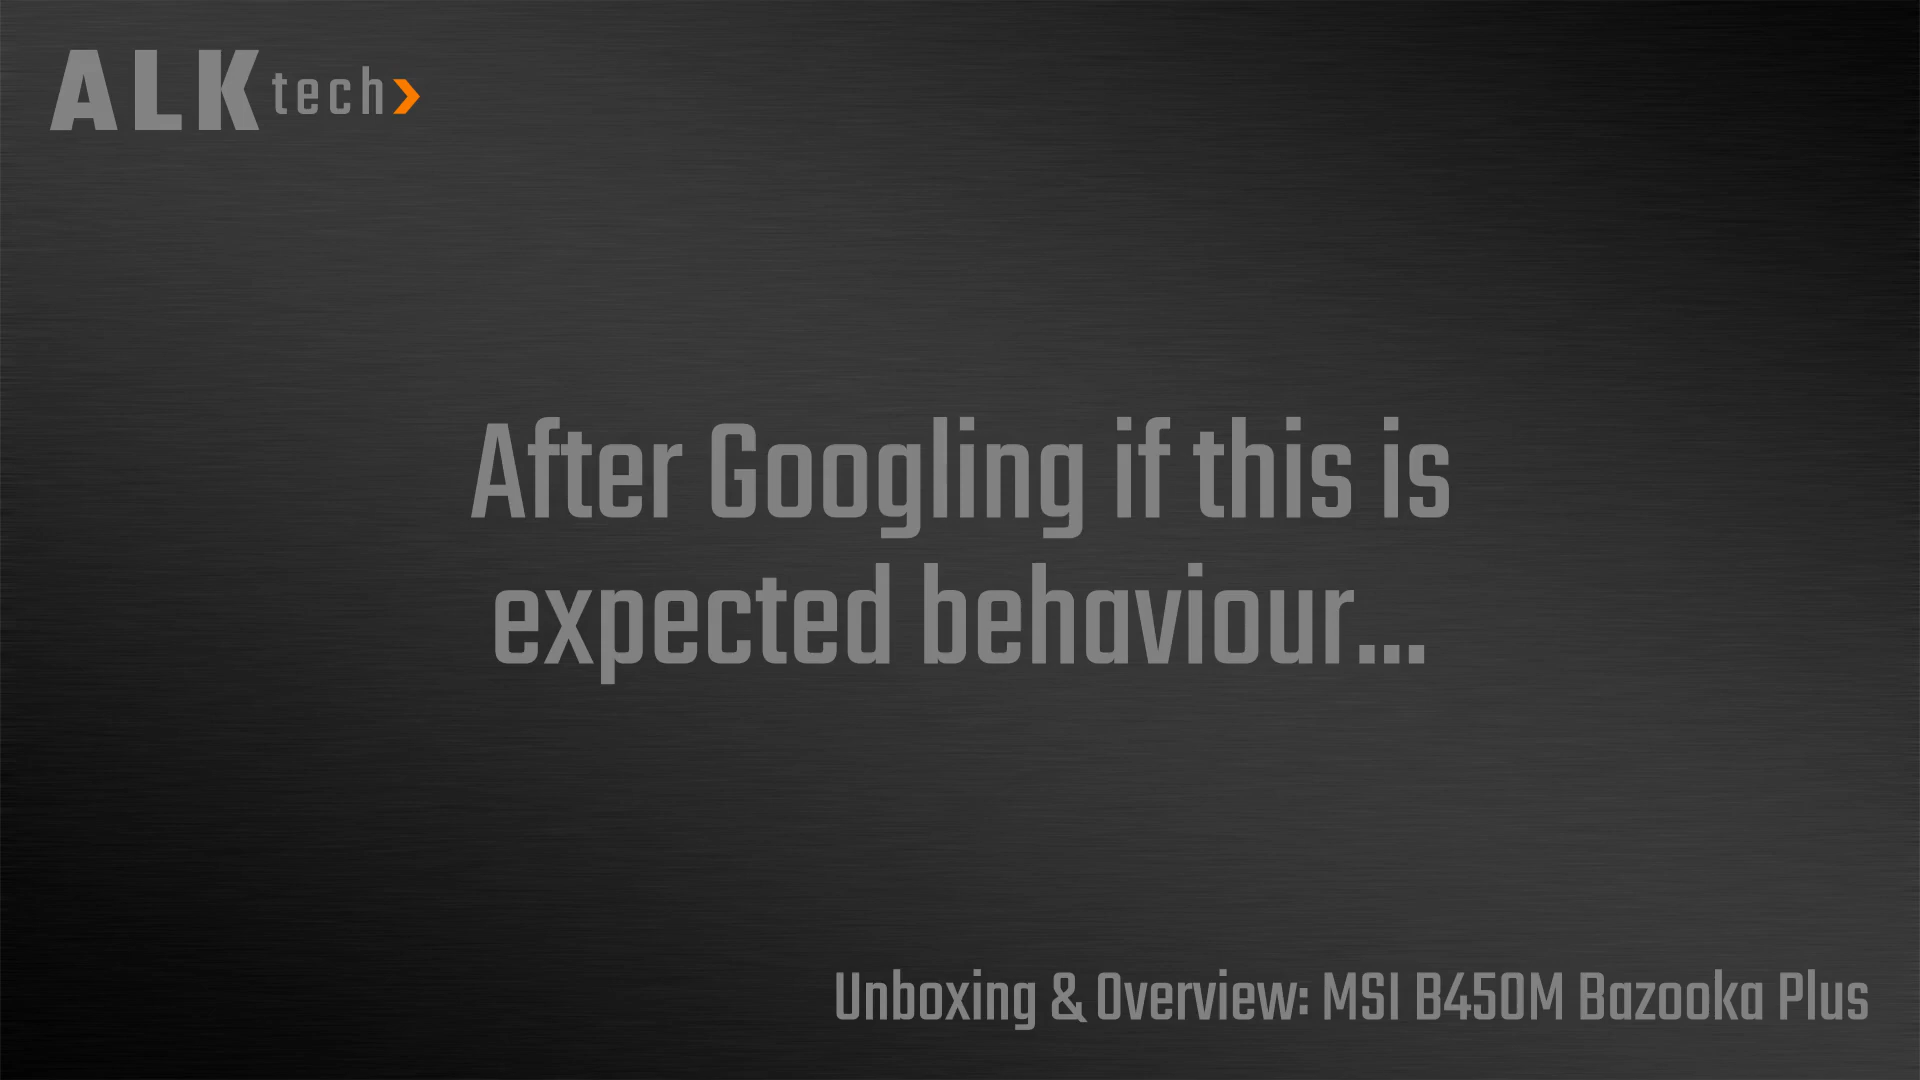 ALK tech
After Googling if this is
expected behaviour...
Unboxing & Overview: MSI B450M Bazooka Plus